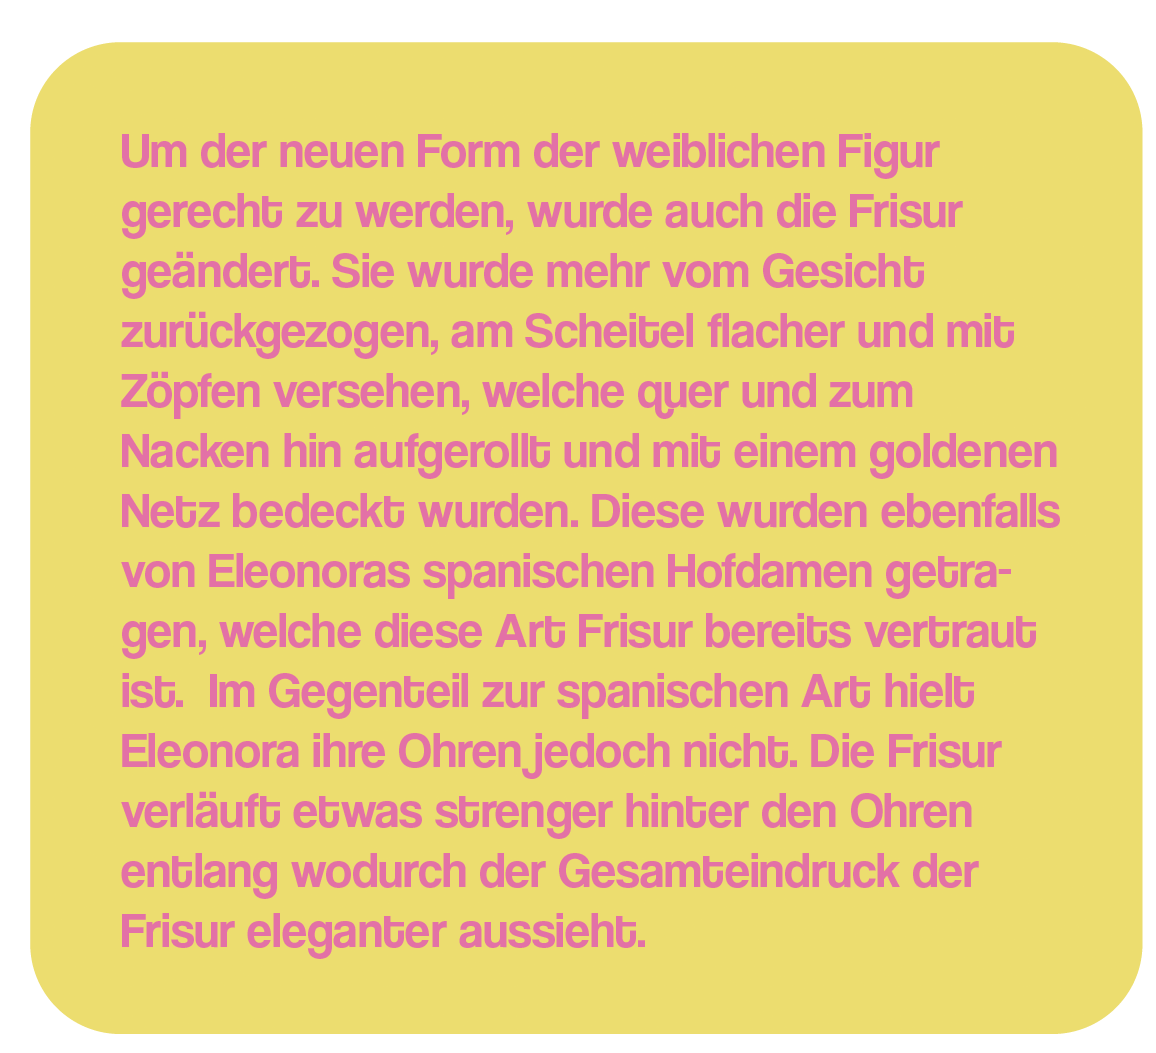 Um der neuen Form der weiblichen Figur
gerecht zu werden, wurde auch die Frisur
geändert. Sie wurde mehr vom Gesicht
zurückgezogen, am Scheitel flacher und mit
Zöpfen versehen, welche quer und zum
Nacken hin aufgerollt und mit einem goldenen
Netz bedeckt wurden. Diese wurden ebenfalls
von Eleonoras spanischen Hofdamen getra-
gen, welche diese Art Frisur bereits vertraut
ist.  Im Gegenteil zur spanischen Art hielt
Eleonora ihre Ohren jedoch nicht. Die Frisur
verläuft etwas strenger hinter den Ohren
entlang wodurch der Gesamteindruck der
Frisur eleganter aussieht.